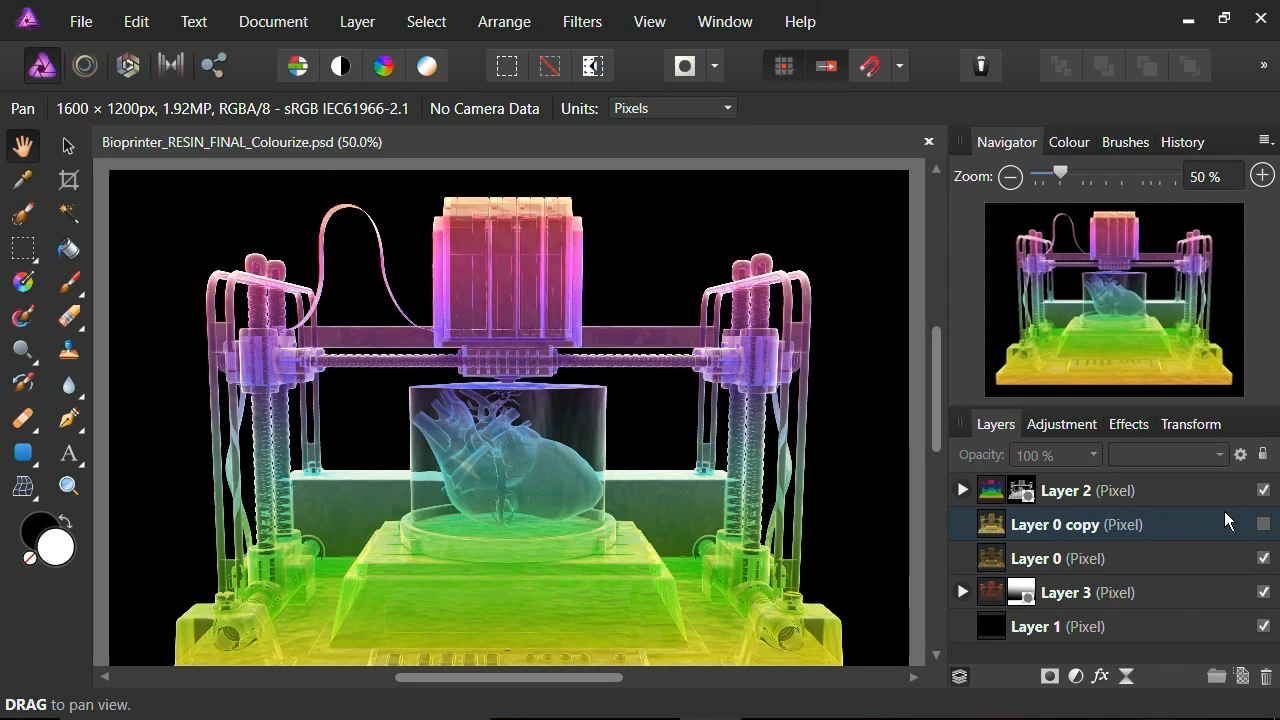 File Edit Text Document Layer Select Arrange Filters View Window Help
»
Pan 1600 × 1200px, 1.92MP, RGBA/8 - sRGB IEC61966-2.1 No Camera Data Units: Pixels
Bioprinter_RESIN_FINAL_Colourize.psd (50.0%)
Navigator Colour Brushes History
Zoom: 50 %
Layers Adjustment Effects Transform
Opacity: 100 %
Layer 2 (Pixel)
Layer 0 copy (Pixel)
Layer 0 (Pixel)
Layer 3 (Pixel)
Layer 1 (Pixel)
fx
DRAG to pan view.